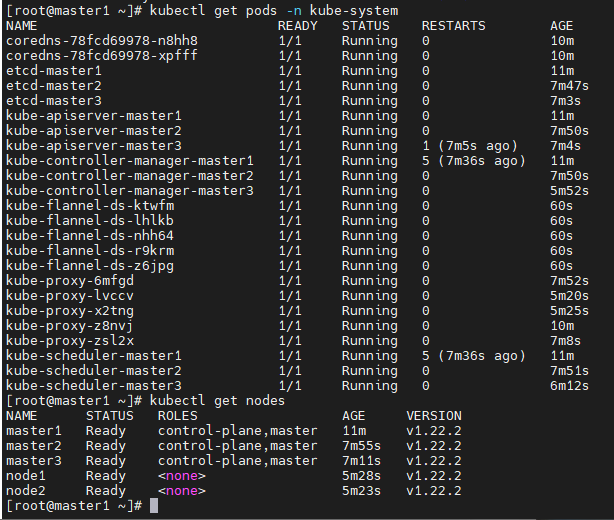 [root@master1 ~]# kubectl get pods -n kube-system
NAME READY STATUS RESTARTS AGE
coredns-78fcd69978-n8hh8 1/1 Running 0 10m
coredns-78fcd69978-xpfff 1/1 Running 0 10m
etcd-master1 1/1 Running 0 11m
etcd-master2 1/1 Running 0 7m47s
etcd-master3 1/1 Running 0 7m3s
kube-apiserver-master1 1/1 Running 0 11m
kube-apiserver-master2 1/1 Running 0 7m50s
kube-apiserver-master3 1/1 Running 1 (7m5s ago) 7m4s
kube-controller-manager-master1 1/1 Running 5 (7m36s ago) 11m
kube-controller-manager-master2 1/1 Running 0 7m50s
kube-controller-manager-master3 1/1 Running 0 5m52s
kube-flannel-ds-ktwfm 1/1 Running 0 60s
kube-flannel-ds-lhlkb 1/1 Running 0 60s
kube-flannel-ds-nhh64 1/1 Running 0 60s
kube-flannel-ds-r9krm 1/1 Running 0 60s
kube-flannel-ds-z6jpg 1/1 Running 0 60s
kube-proxy-6mfgd 1/1 Running 0 7m52s
kube-proxy-lvccv 1/1 Running 0 5m20s
kube-proxy-x2tng 1/1 Running 0 5m25s
kube-proxy-z8nvj 1/1 Running 0 10m
kube-proxy-zsl2x 1/1 Running 0 7m8s
kube-scheduler-master1 1/1 Running 5 (7m36s ago) 11m
kube-scheduler-master2 1/1 Running 0 7m51s
kube-scheduler-master3 1/1 Running 0 6m12s
[root@master1 ~]# kubectl get nodes
NAME STATUS ROLES AGE VERSION
master1 Ready control-plane,master 11m v1.22.2
master2 Ready control-plane,master 7m55s v1.22.2
master3 Ready control-plane,master 7m11s v1.22.2
node1 Ready <none> 5m28s v1.22.2
node2 Ready <none> 5m23s v1.22.2
[root@master1 ~]#